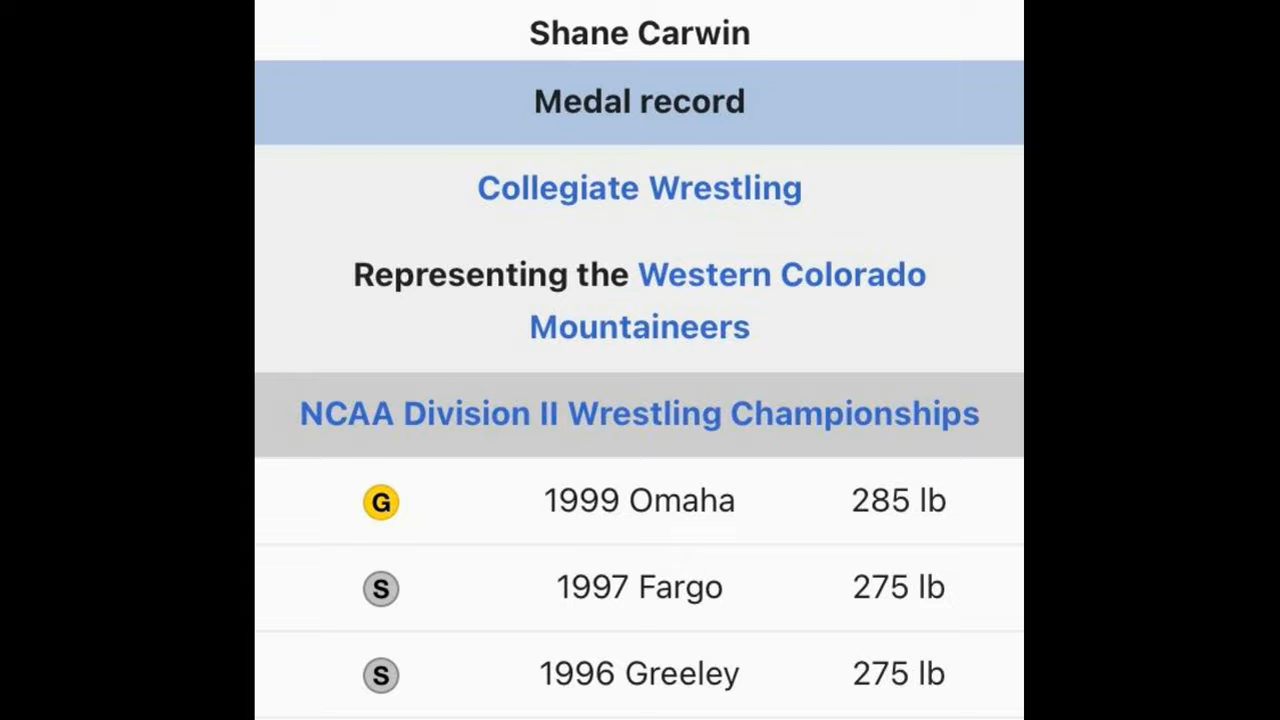 Shane Carwin
Medal record
Collegiate Wrestling
Representing the Western Colorado
Mountaineers
NCAA Division II Wrestling Championships
G 1999 Omaha 285 lb
S 1997 Fargo 275 lb
S 1996 Greeley 275 lb